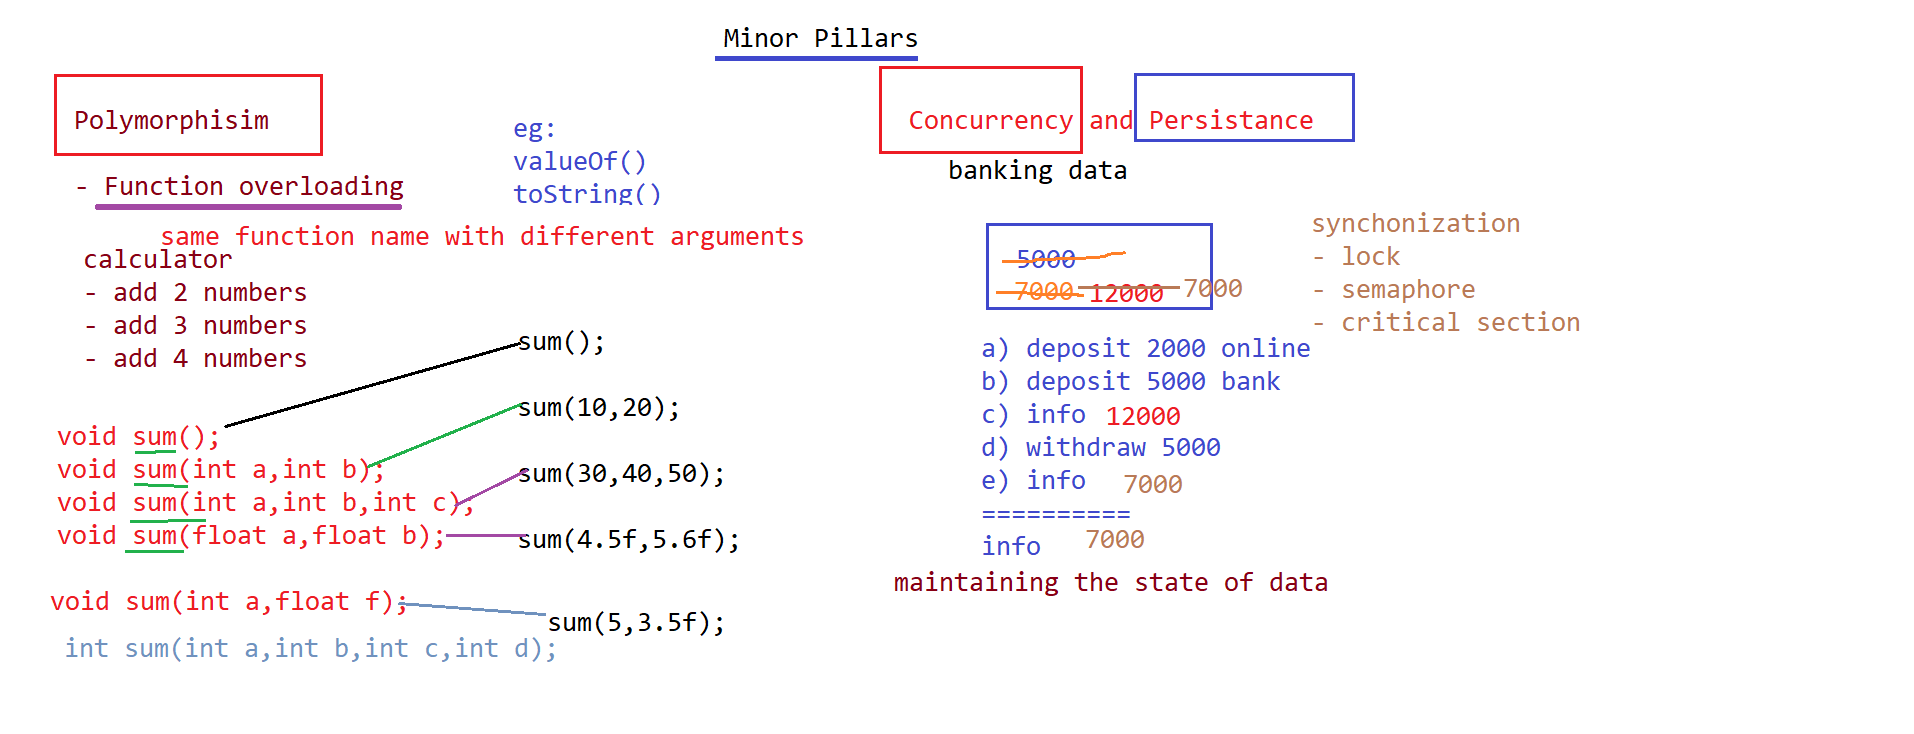 Minor Pillars
Polymorphisim
- Function overloading
eg:
valueOf()
toString()
same function name with different arguments
calculator
- add 2 numbers
- add 3 numbers
- add 4 numbers
void sum();
void sum(int a,int b);
void sum(int a,int b,int c);
void sum(float a,float b);
void sum(int a,float f);
int sum(int a,int b,int c,int d);
sum();
sum(10,20);
sum(30,40,50);
sum(4.5f,5.6f);
sum(5,3.5f);
Concurrency and Persistance
banking data
5000
7000 12000 7000
synchonization
- lock
- semaphore
- critical section
a) deposit 2000 online
b) deposit 5000 bank
c) info 12000
d) withdraw 5000
e) info 7000
==========
info 7000
maintaining the state of data